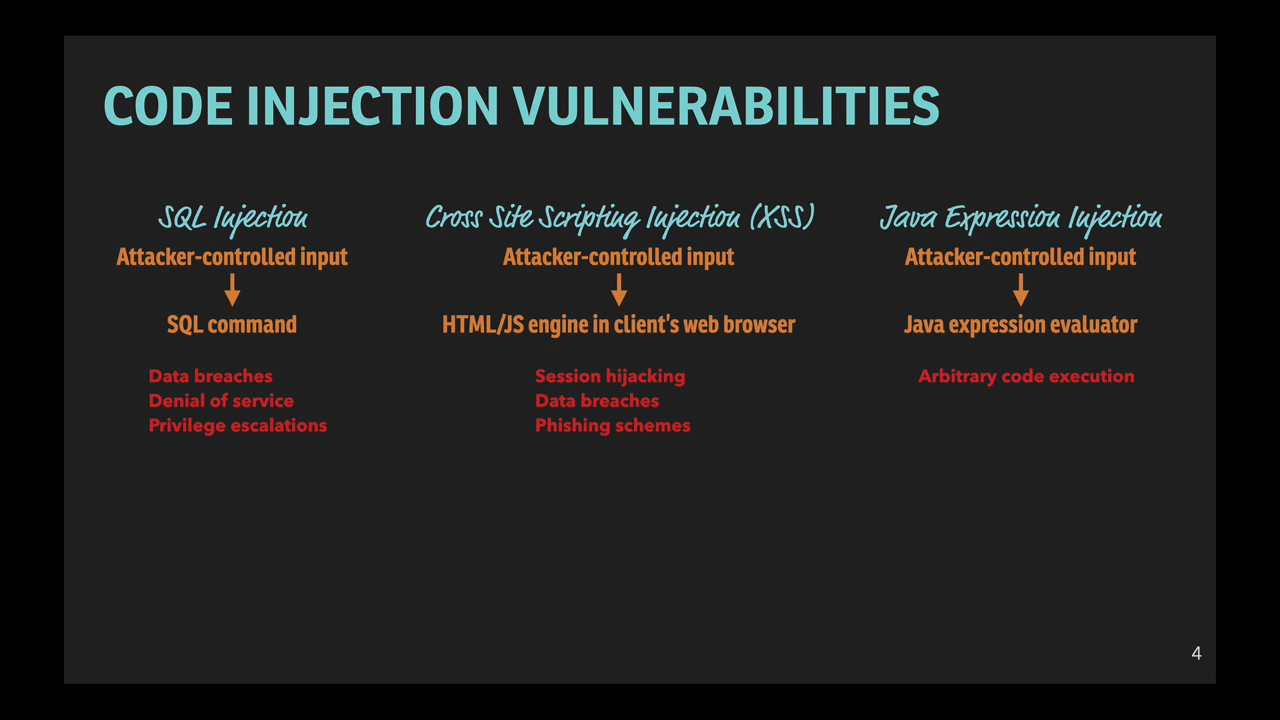 CODE INJECTION VULNERABILITIES
SQL Injection
Attacker-controlled input
SQL command
Data breaches
Denial of service
Privilege escalations
Cross Site Scripting Injection (XSS)
Attacker-controlled input
HTML/JS engine in client's web browser
Session hijacking
Data breaches
Phishing schemes
Java Expression Injection
Attacker-controlled input
Java expression evaluator
Arbitrary code execution
4